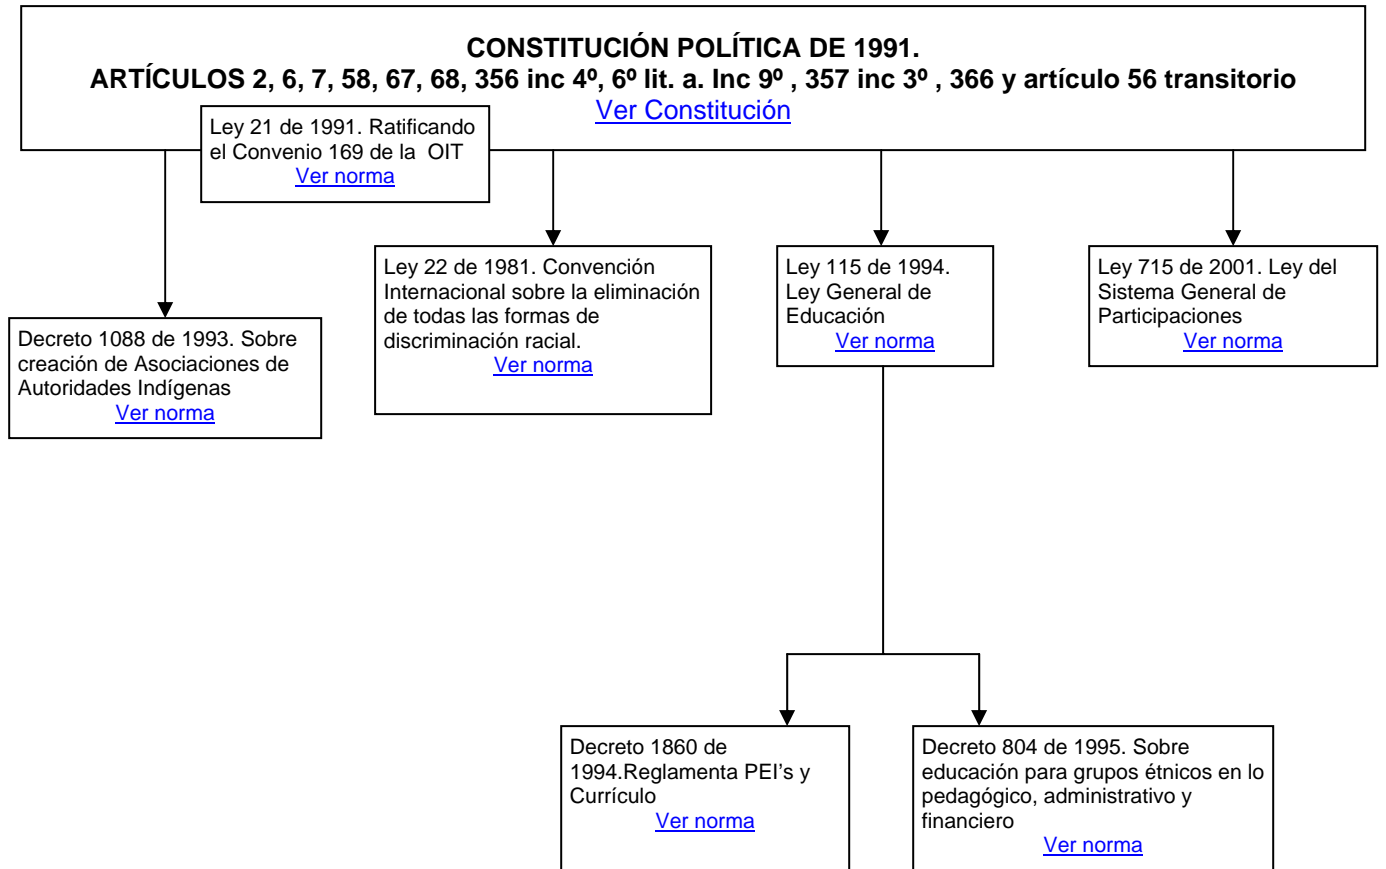 CONSTITUCIÓN POLÍTICA DE 1991.
ARTÍCULOS 2, 6, 7, 58, 67, 68, 356 inc 4º, 6º lit. a. Inc 9º , 357 inc 3º , 366 y artículo 56 transitorio
Ver Constitución
Ley 21 de 1991. Ratificando
el Convenio 169 de la  OIT
Ver norma
Decreto 1088 de 1993. Sobre
creación de Asociaciones de
Autoridades Indígenas
Ver norma
Ley 22 de 1981. Convención
Internacional sobre la eliminación
de todas las formas de
discriminación racial.
Ver norma
Ley 115 de 1994.
Ley General de
Educación
Ver norma
Ley 715 de 2001. Ley del
Sistema General de
Participaciones
Ver norma
Decreto 1860 de
1994.Reglamenta PEI’s y
Currículo
Ver norma
Decreto 804 de 1995. Sobre
educación para grupos étnicos en lo
pedagógico, administrativo y
financiero
Ver norma